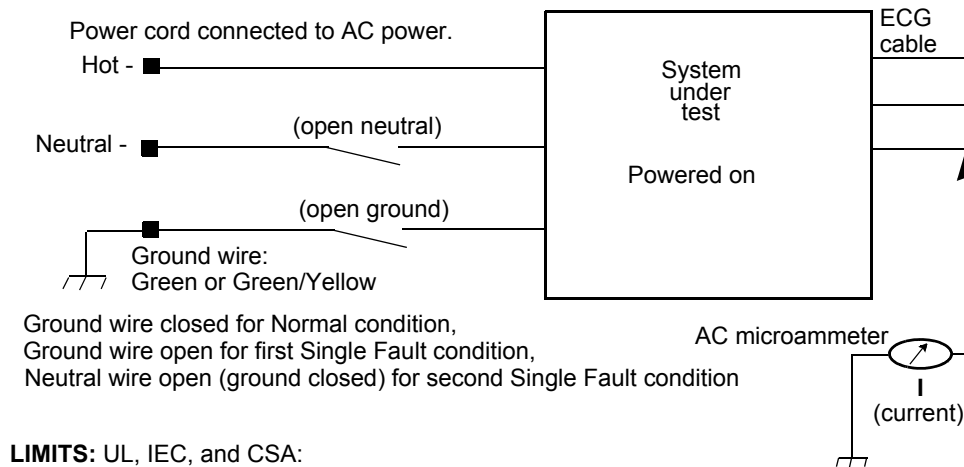 Power cord connected to AC power.
Hot -
Neutral -
(open neutral)
(open ground)
Ground wire:
Green or Green/Yellow
System
under
test
Powered on
ECG
cable
Ground wire closed for Normal condition,
Ground wire open for first Single Fault condition,
Neutral wire open (ground closed) for second Single Fault condition
AC microammeter
I
(current)
LIMITS: UL, IEC, and CSA: